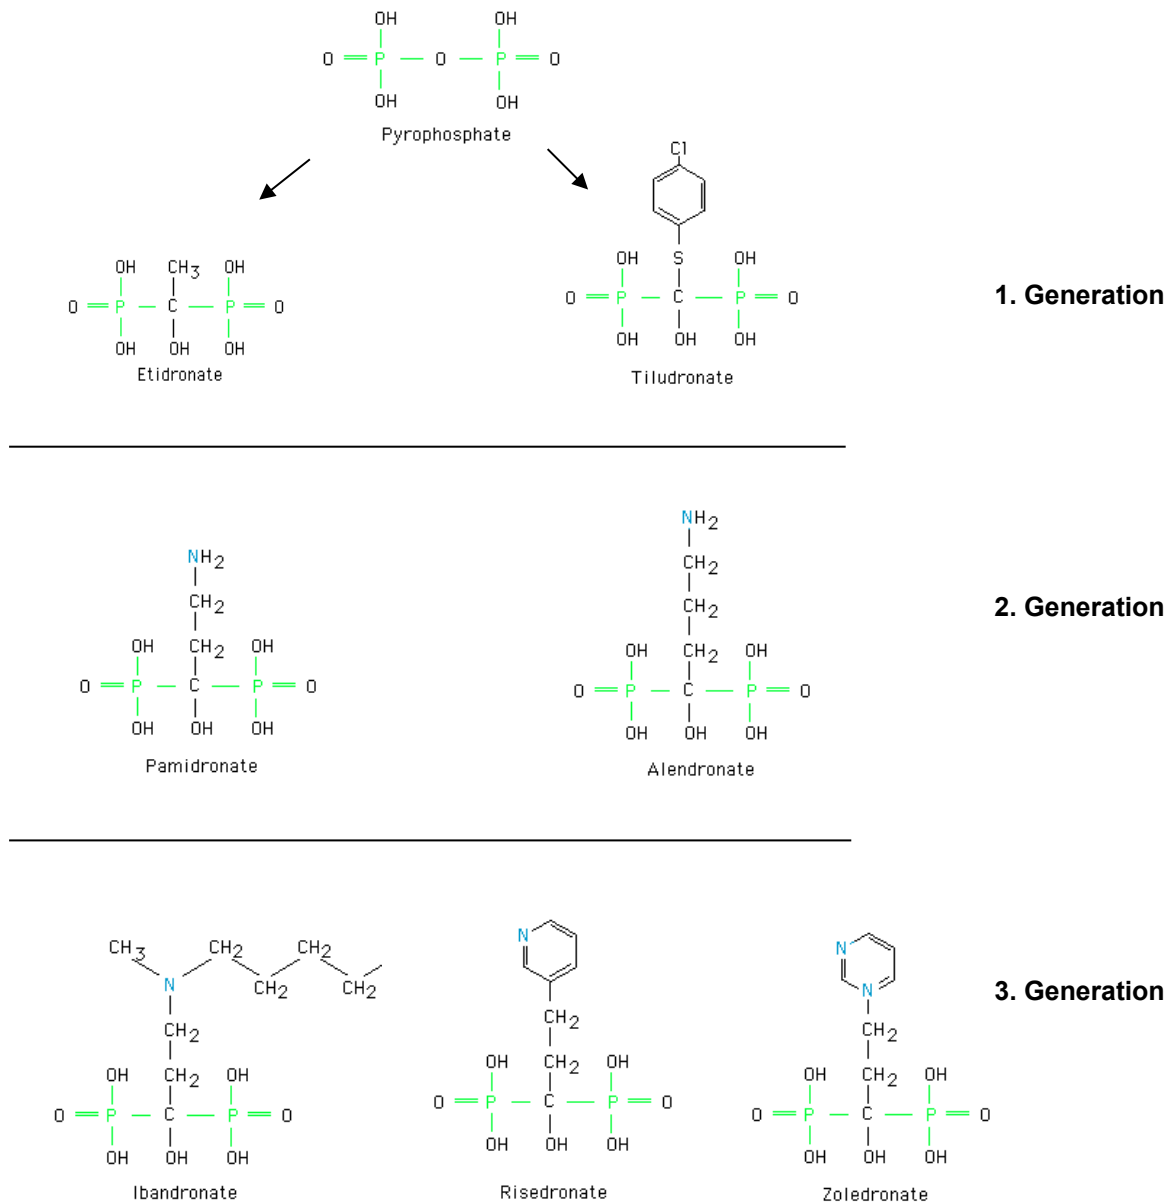 OH OH
O P O P O
OH OH
Pyrophosphate
Cl
S
OH CH3 OH
O P C P O
OH OH OH
Etidronate
OH OH
O P C P O
OH OH OH
Tiludronate
1. Generation
NH2
CH2
CH2
OH OH
O P C P O
OH OH OH
Pamidronate
NH2
CH2
CH2
CH2
OH OH
O P C P O
OH OH OH
Alendronate
2. Generation
CH3 CH2 CH2
N CH2 CH2
CH2
OH CH2 OH
O P C P O
OH OH OH
Ibandronate
N
CH2
OH CH2 OH
O P C P O
OH OH OH
Risedronate
N
N
CH2
OH CH2 OH
O P C P O
OH OH OH
Zoledronate
3. Generation